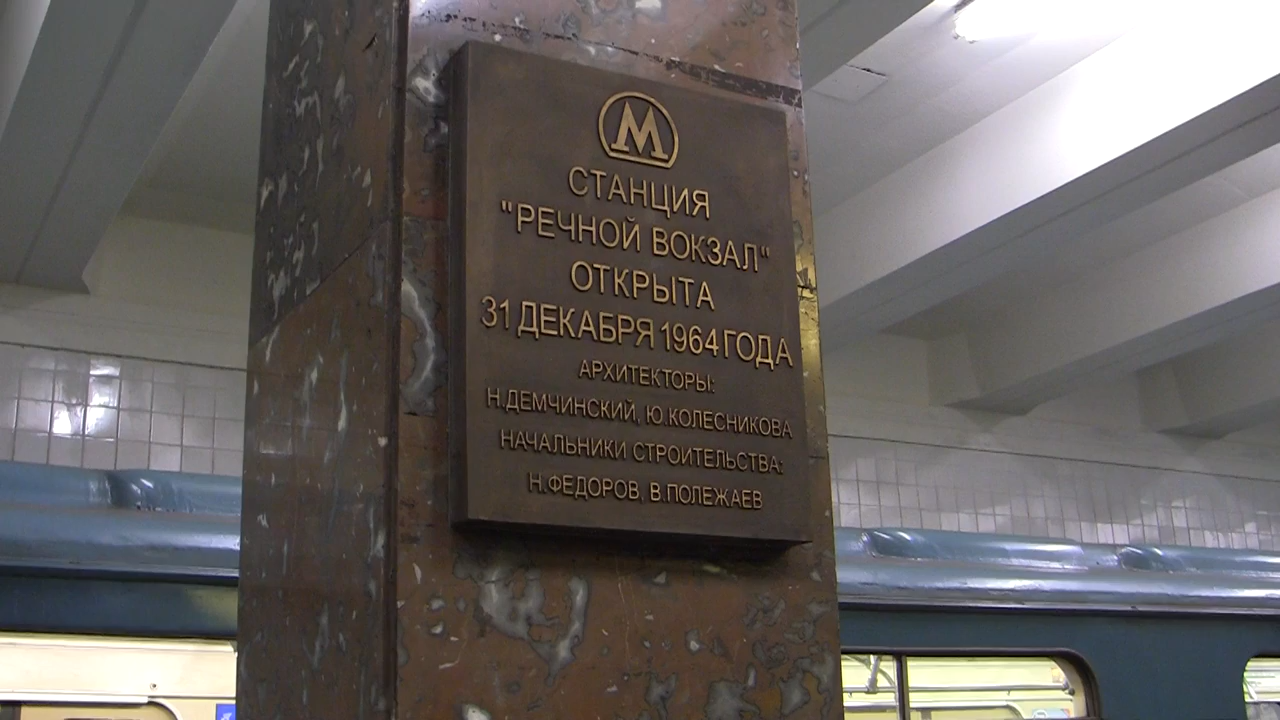 М
СТАНЦИЯ
"РЕЧНОЙ ВОКЗАЛ"
ОТКРЫТА
31 ДЕКАБРЯ 1964 ГОДА
АРХИТЕКТОРЫ:
Н.ДЕМЧИНСКИЙ, Ю.КОЛЕСНИКОВА
НАЧАЛЬНИКИ СТРОИТЕЛЬСТВА:
Н.ФЕДОРОВ, В.ПОЛЕЖАЕВ